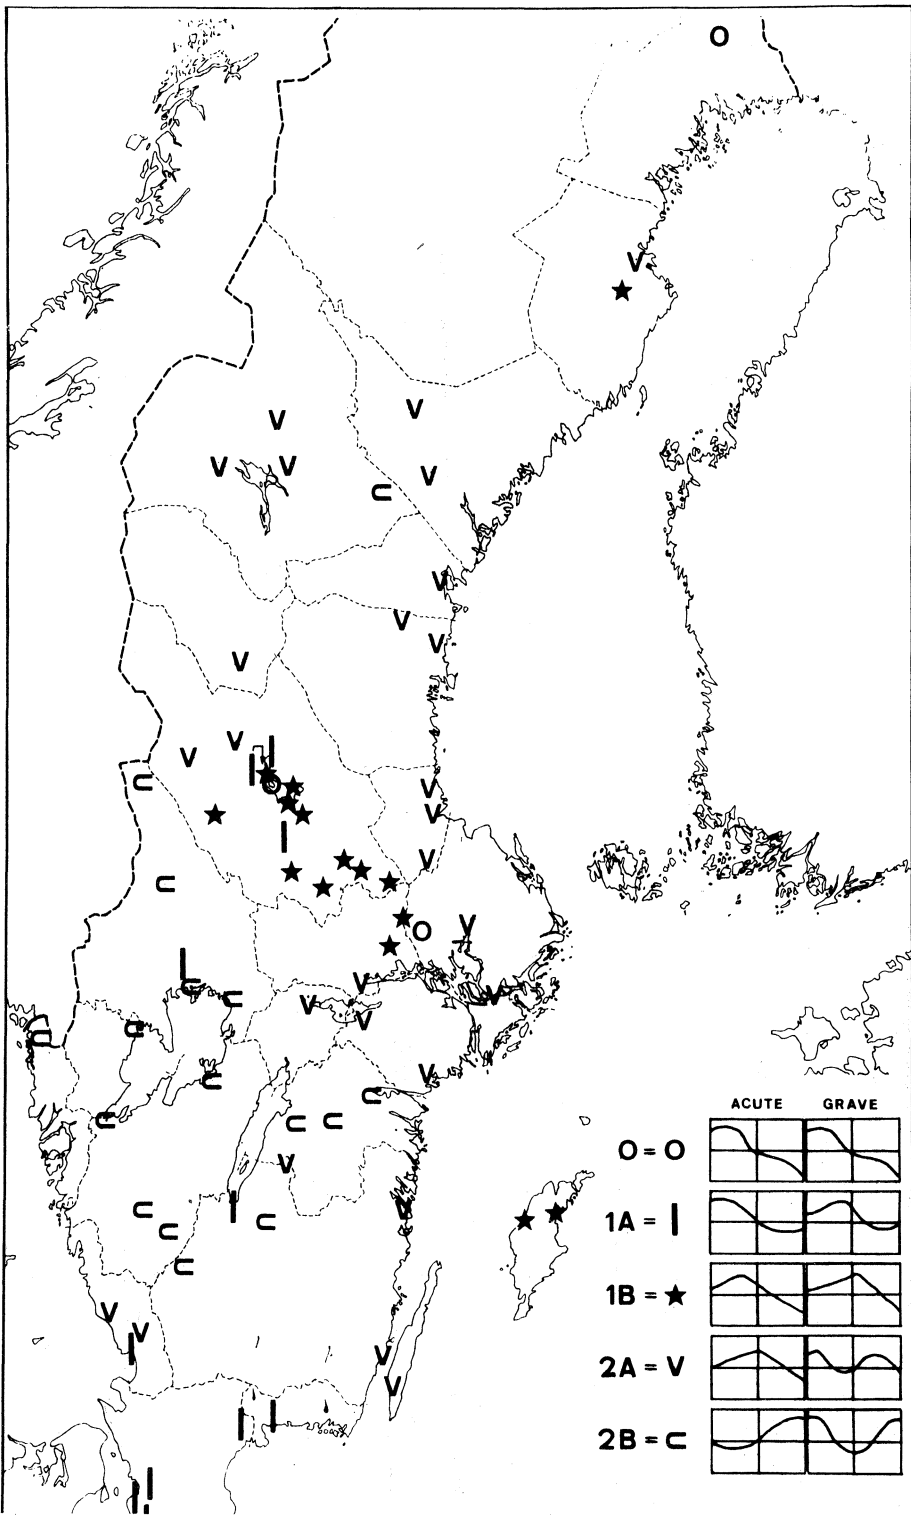 ACUTE GRAVE
O = O
1A = |
1B = ★
2A = V
2B = ⊂